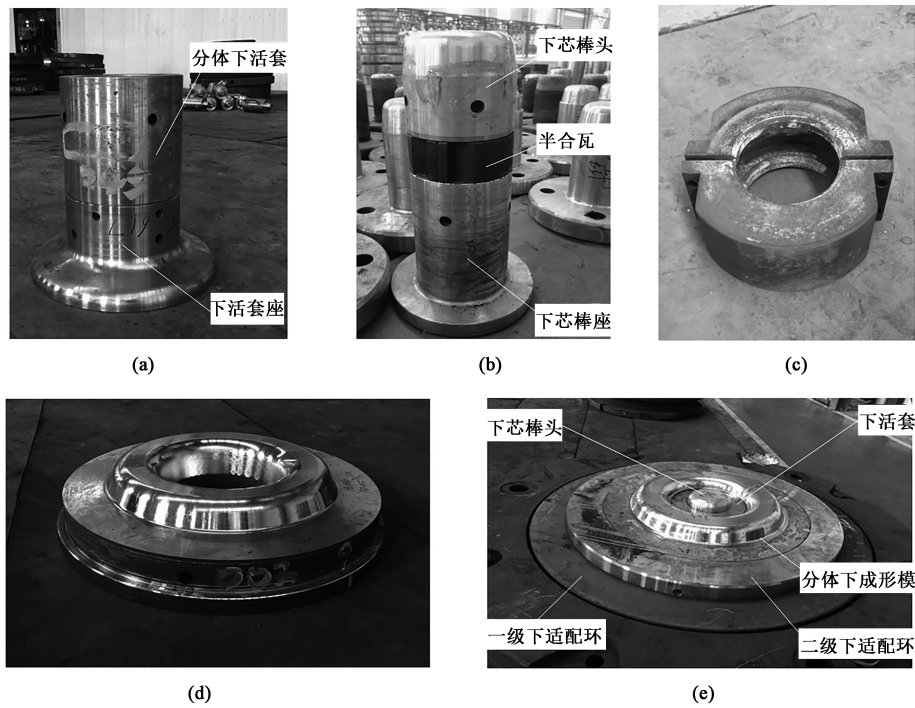 分体下活套
下活套座
(a)
下芯棒头
半合瓦
下芯棒座
(b)
(c)
(d)
下芯棒头
下活套
分体下成形模
一级下适配环
二级下适配环
(e)